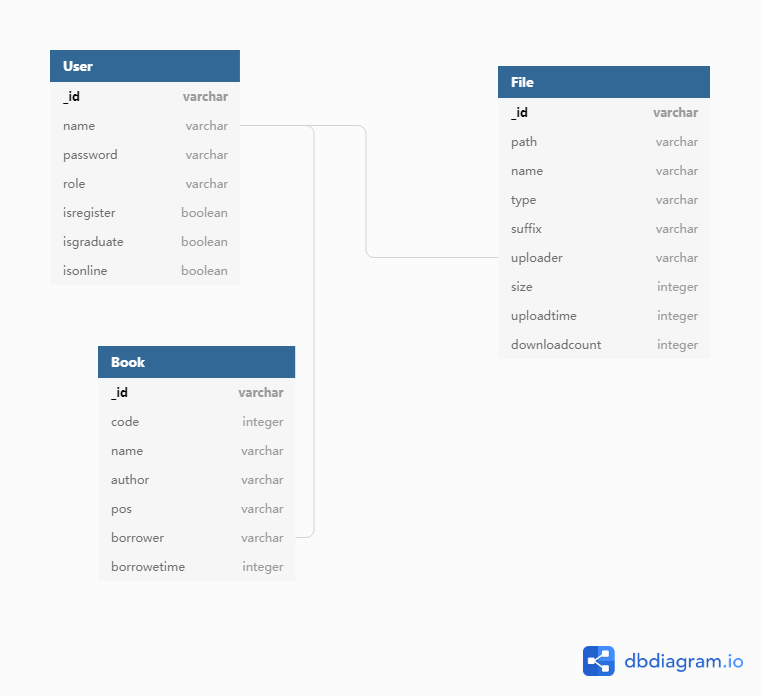 User
_id varchar
name varchar
password varchar
role varchar
isregister boolean
isgraduate boolean
isonline boolean
File
_id varchar
path varchar
name varchar
type varchar
suffix varchar
uploader varchar
size integer
uploadtime integer
downloadcount integer
Book
_id varchar
code integer
name varchar
author varchar
pos varchar
borrower varchar
borrowetime integer
dbdiagram.io